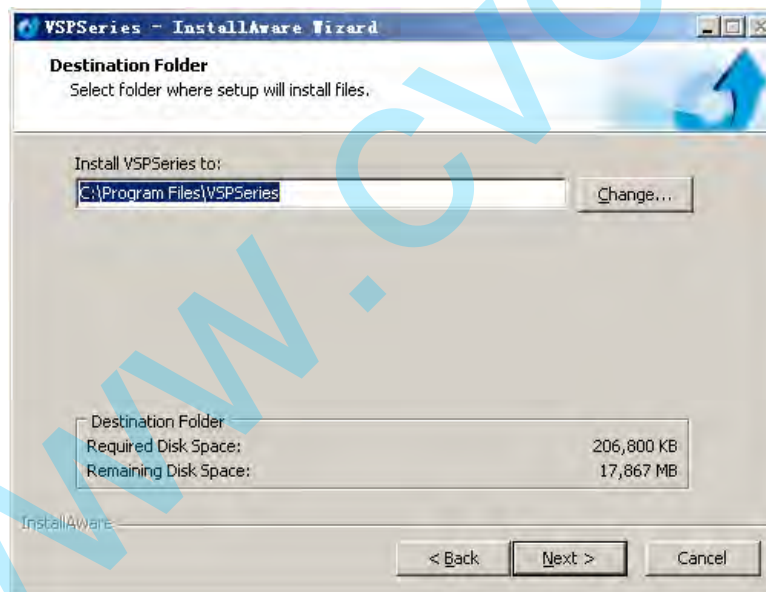 VSPSeries - InstallAware Wizard
Destination Folder
Select folder where setup will install files.
Install VSPSeries to:
C:\Program Files\VSPSeries
Change...
Destination Folder
Required Disk Space: 206,800 KB
Remaining Disk Space: 17,867 MB
InstallAware
< Back Next > Cancel